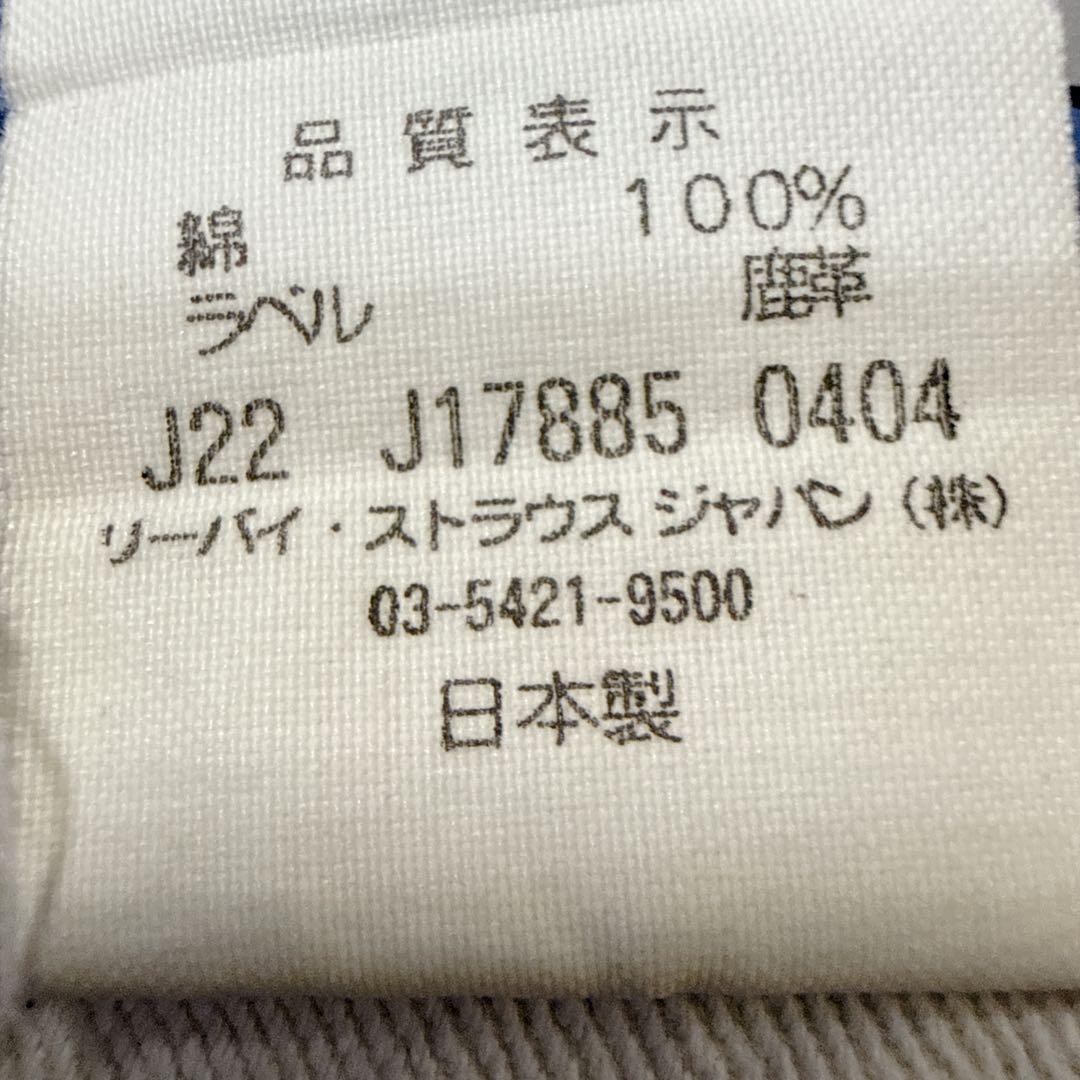 品質表示
綿 100%
ラベル 鹿革
J22 J17885 0404
リーバイ・ストラウス ジャパン（株）
03-5421-9500
日本製